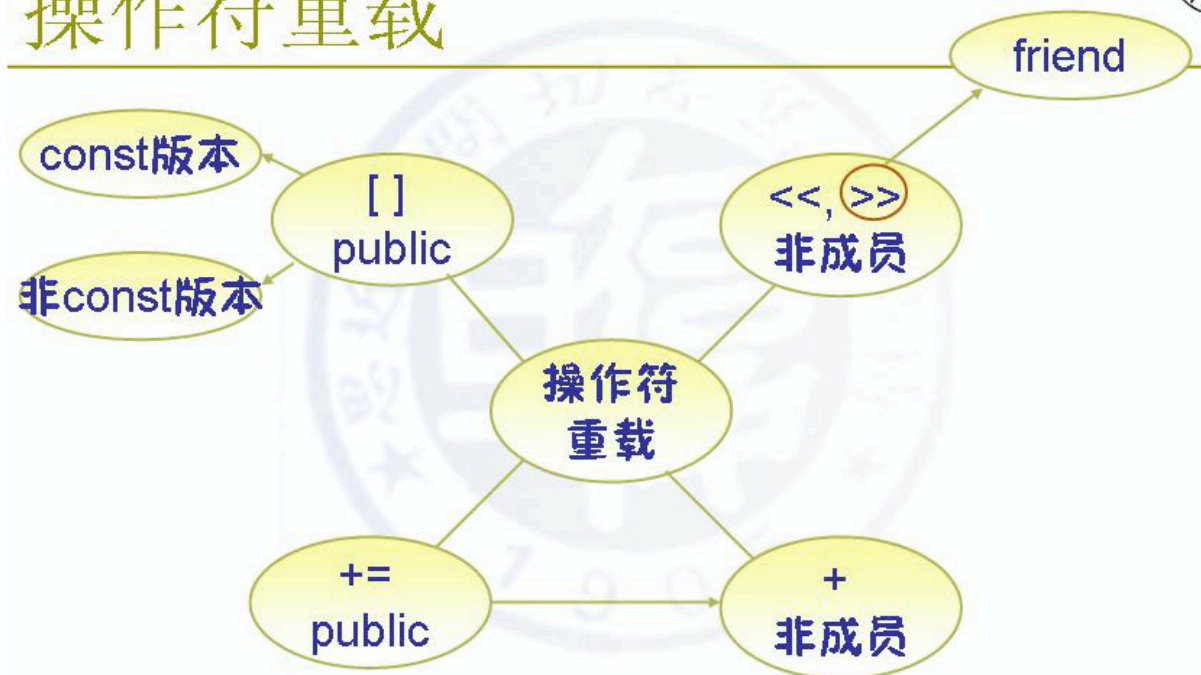 操作符重载
friend
const版本
[ ]
public
<<, >>
非成员
非const版本
操作符
重载
+=
public
+
非成员